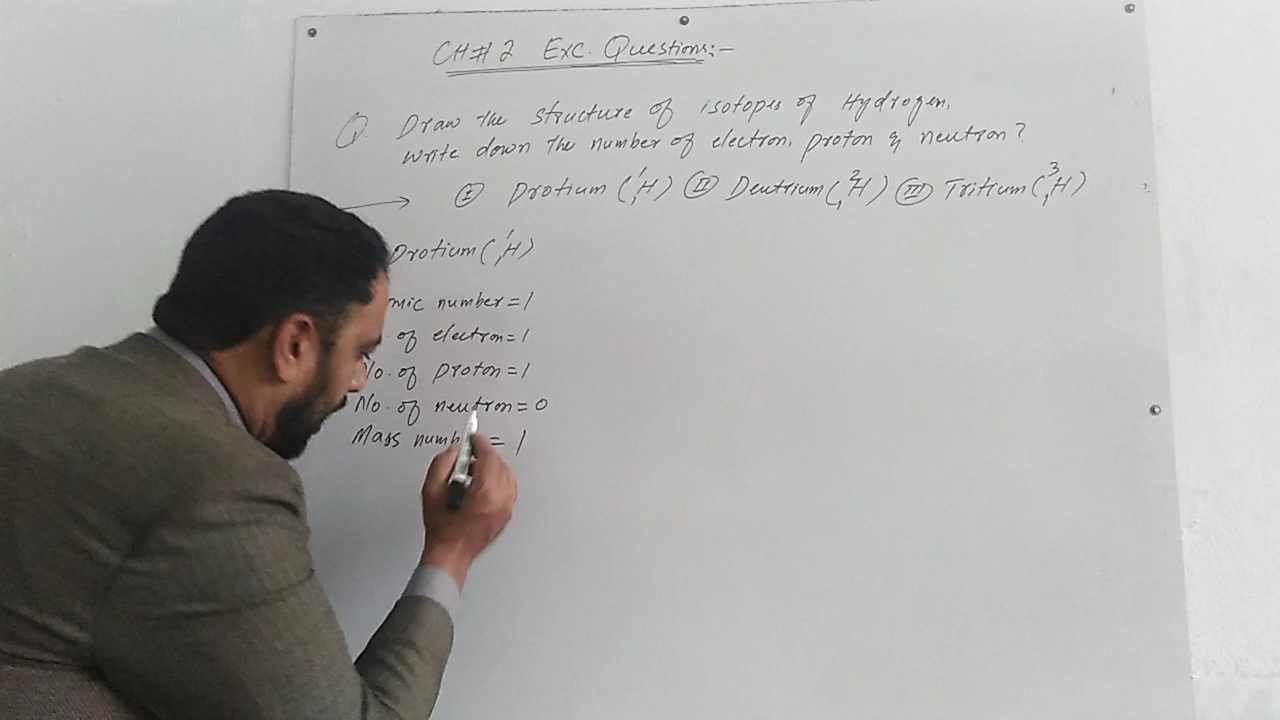 CH#2 Exc. Questions:-
Q. Draw the structure of isotopes of Hydrogen.
write down the number of electron, proton & neutron?
→ I Protium (¹₁H) II Deutrium (²₁H) III Tritium (³₁H)
Protium (¹₁H)
mic number = 1
of electron = 1
No. of proton = 1
No. of neutron = 0
Mass numb = 1